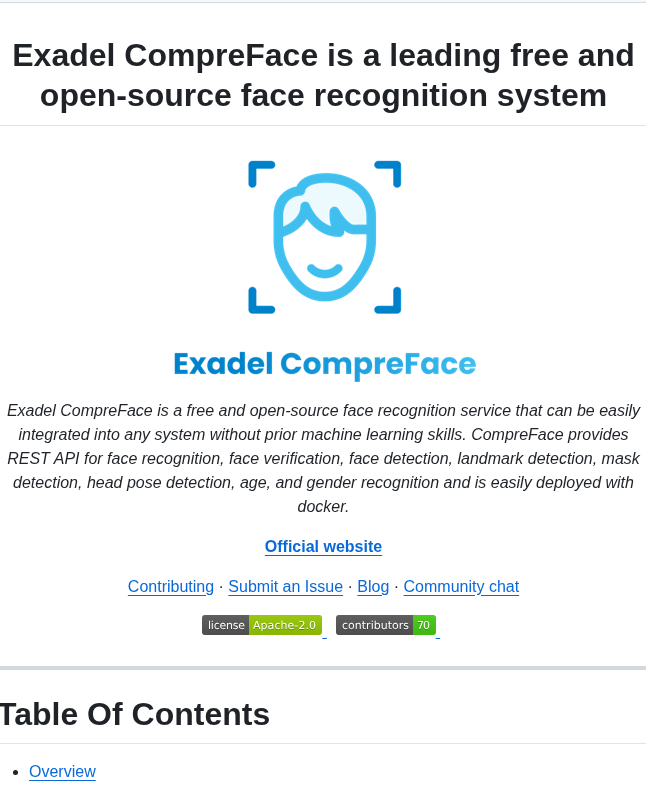 Exadel CompreFace is a leading free and
open-source face recognition system
Exadel CompreFace
Exadel CompreFace is a free and open-source face recognition service that can be easily
integrated into any system without prior machine learning skills. CompreFace provides
REST API for face recognition, face verification, face detection, landmark detection, mask
detection, head pose detection, age, and gender recognition and is easily deployed with
docker.
Official website
Contributing · Submit an Issue · Blog · Community chat
license Apache-2.0 contributors 70
Table Of Contents
• Overview